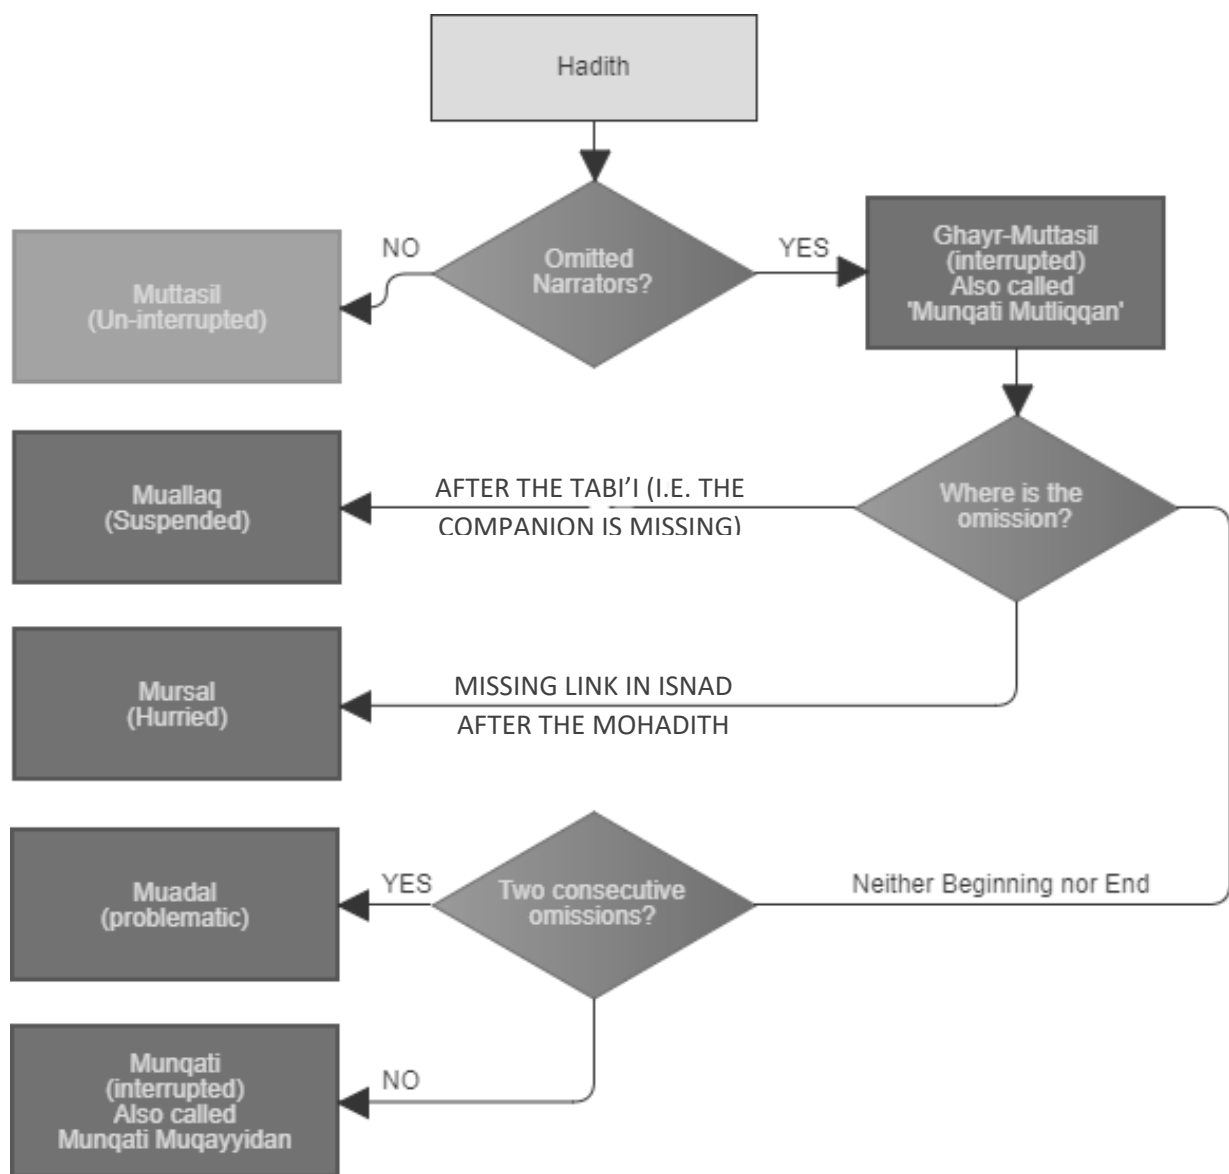 Hadith
Omitted
Narrators?
NO
YES
Muttasil
(Un-interrupted)
Ghayr-Muttasil
(interrupted)
Also called
'Munqati Mutliqqan'
Where is the
omission?
AFTER THE TABI’I (I.E. THE
COMPANION IS MISSING)
Muallaq
(Suspended)
MISSING LINK IN ISNAD
AFTER THE MOHADITH
Mursal
(Hurried)
Neither Beginning nor End
Two consecutive
omissions?
YES
Muadal
(problematic)
NO
Munqati
(interrupted)
Also called
Munqati Muqayyidan